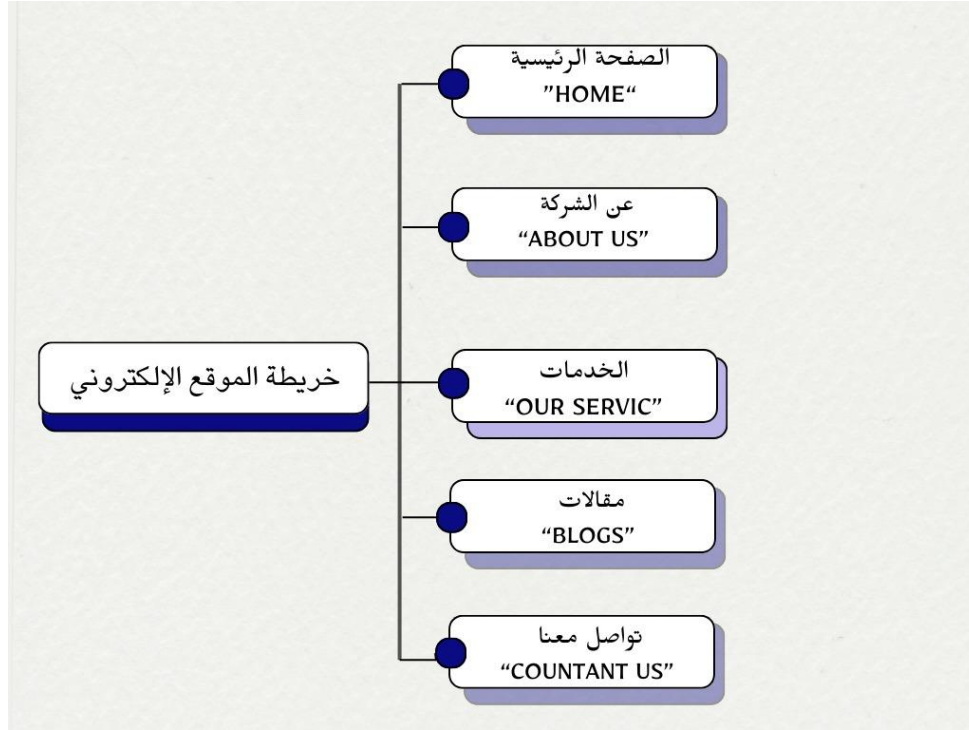 الصفحة الرئيسية
”HOME“
عن الشركة
“ABOUT US”
خريطة الموقع الإلكتروني
الخدمات
“OUR SERVIC”
مقالات
“BLOGS”
تواصل معنا
“COUNTANT US”